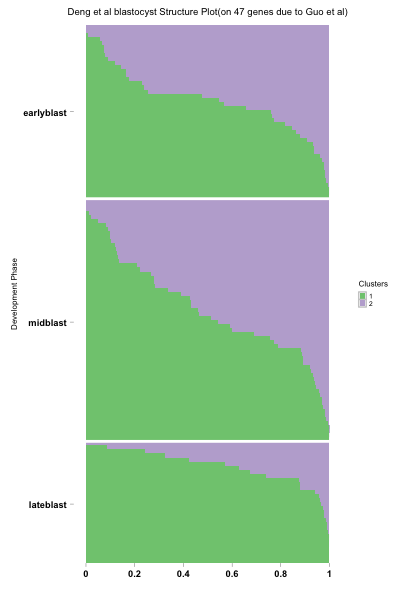 Deng et al blastocyst Structure Plot(on 47 genes due to Guo et al)
earlyblast
midblast
lateblast
Development Phase
Clusters
1
2
0 0.2 0.4 0.6 0.8 1